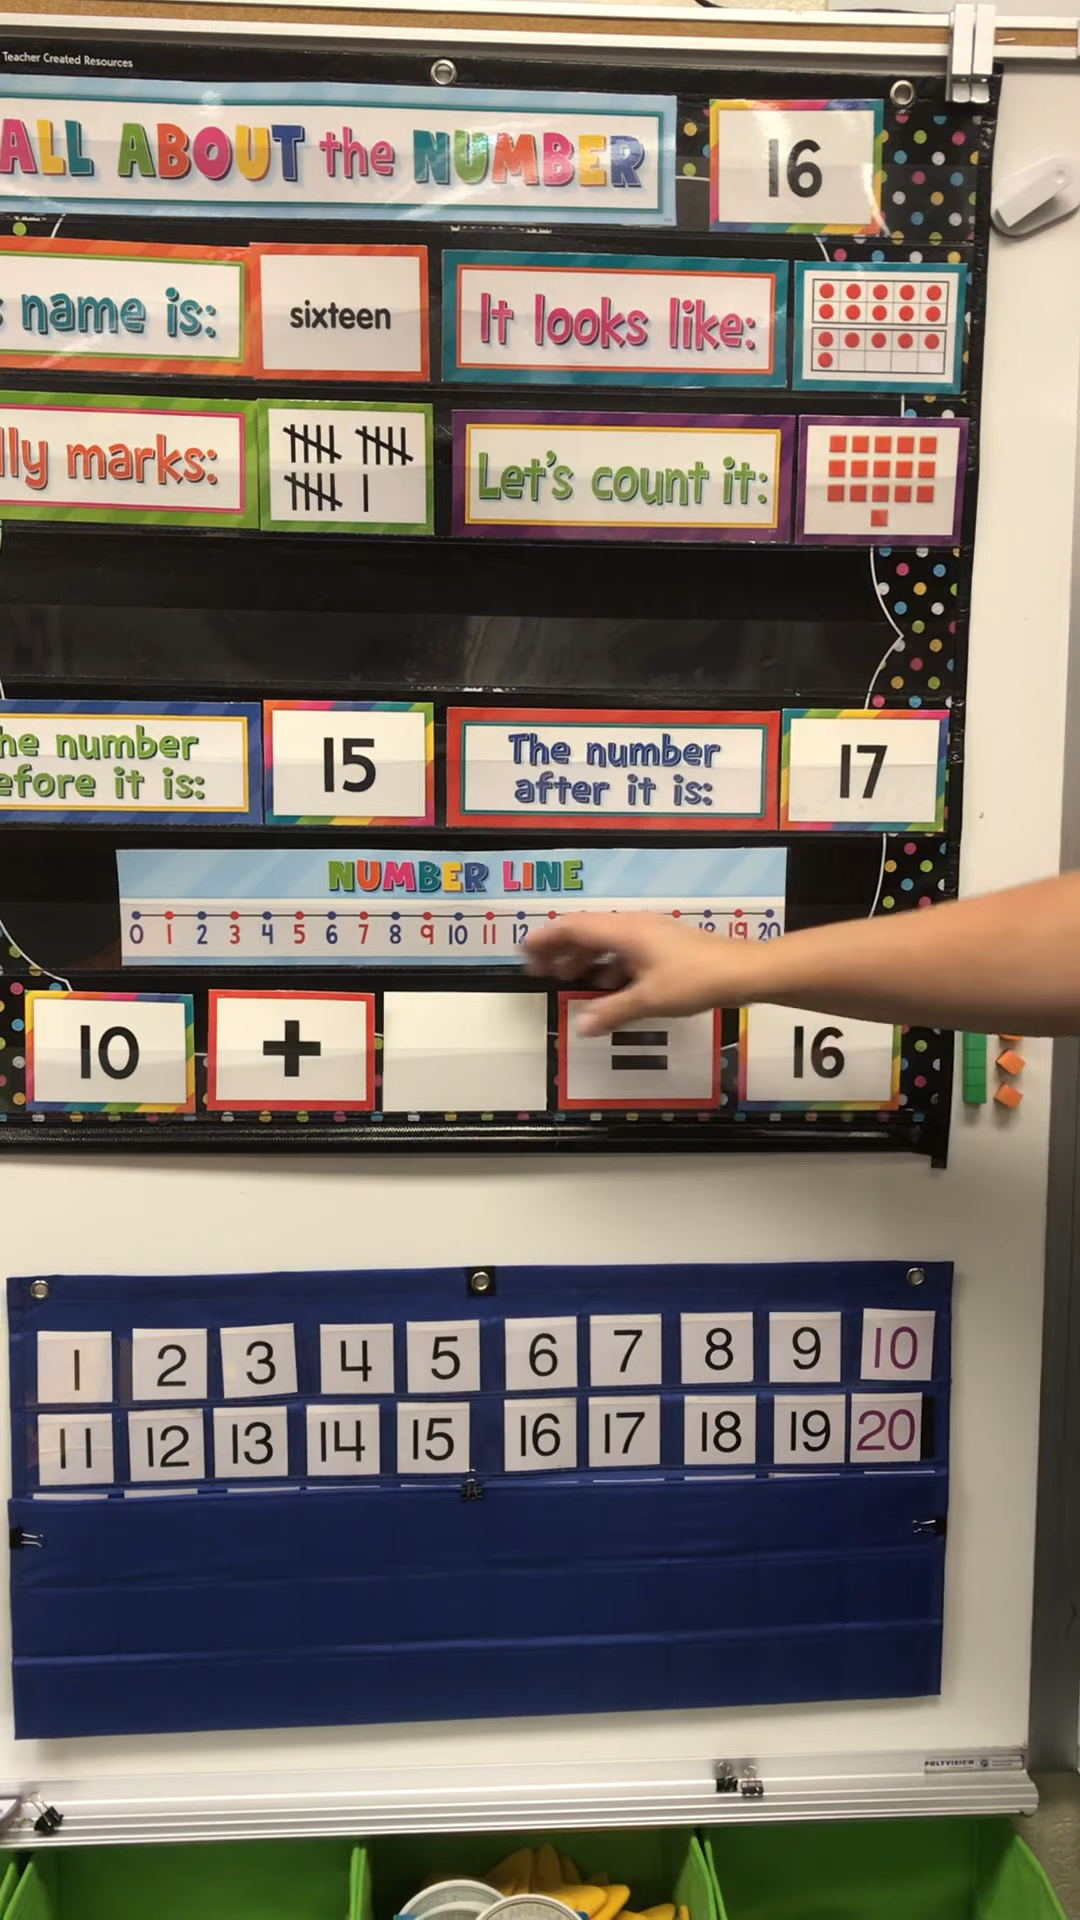 Teacher Created Resources
ALL ABOUT the NUMBER 16
name is: sixteen It looks like:
marks: Let's count it:
number 15 The number 17
it is: after it is:
NUMBER LINE
0 1 2 3 4 5 6 7 8 9 10 11 12 19 20
10 + = 16
1 2 3 4 5 6 7 8 9 10
11 12 13 14 15 16 17 18 19 20
POLYVISION